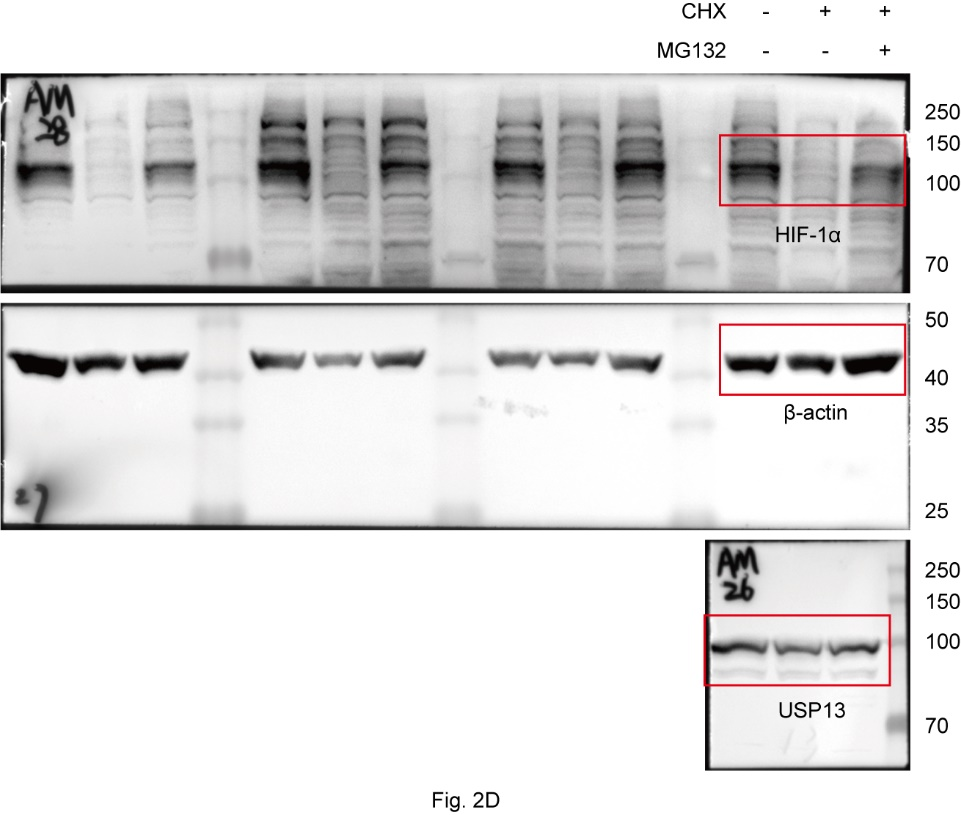 CHX - + +
MG132 - - +
AM
28
250
150
100
HIF-1α
70
50
40
β-actin
35
27
25
AM
26
250
150
100
USP13
70
Fig. 2D